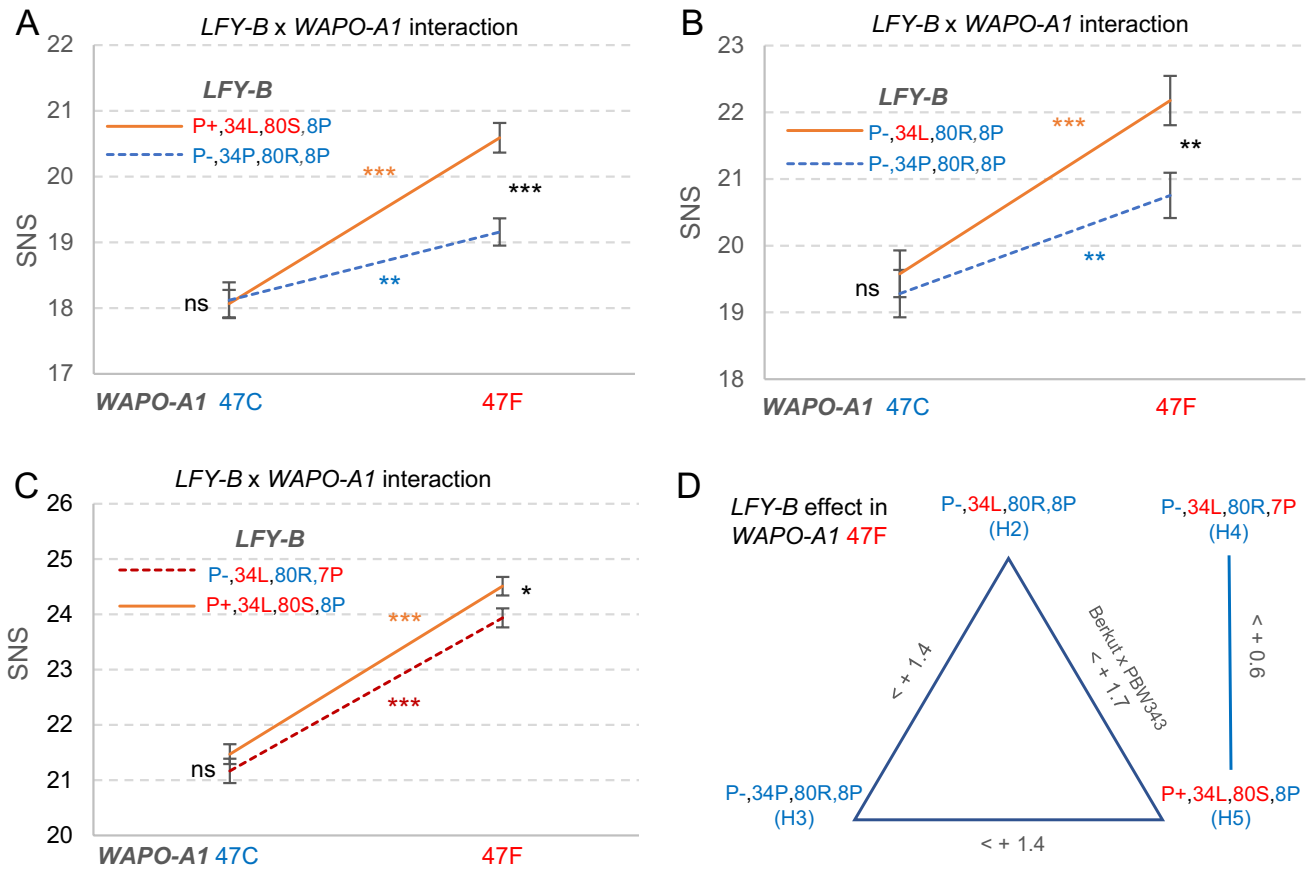 A
LFY-B x WAPO-A1 interaction
22
21
20
19
18
17
SNS
LFY-B
P+,34L,80S,8P
P-,34P,80R,8P
***
***
**
ns
WAPO-A1 47C 47F
B
LFY-B x WAPO-A1 interaction
23
22
21
20
19
18
SNS
LFY-B
P-,34L,80R,8P
P-,34P,80R,8P
***
**
**
ns
WAPO-A1 47C 47F
C
LFY-B x WAPO-A1 interaction
26
25
24
23
22
21
20
SNS
LFY-B
P-,34L,80R,7P
P+,34L,80S,8P
***
*
***
ns
WAPO-A1 47C 47F
D
LFY-B effect in
WAPO-A1 47F
P-,34L,80R,8P
(H2)
P-,34L,80R,7P
(H4)
< + 1.4
Berkut x PBW343
< + 1.7
< + 0.6
P-,34P,80R,8P
(H3)
P+,34L,80S,8P
(H5)
< + 1.4